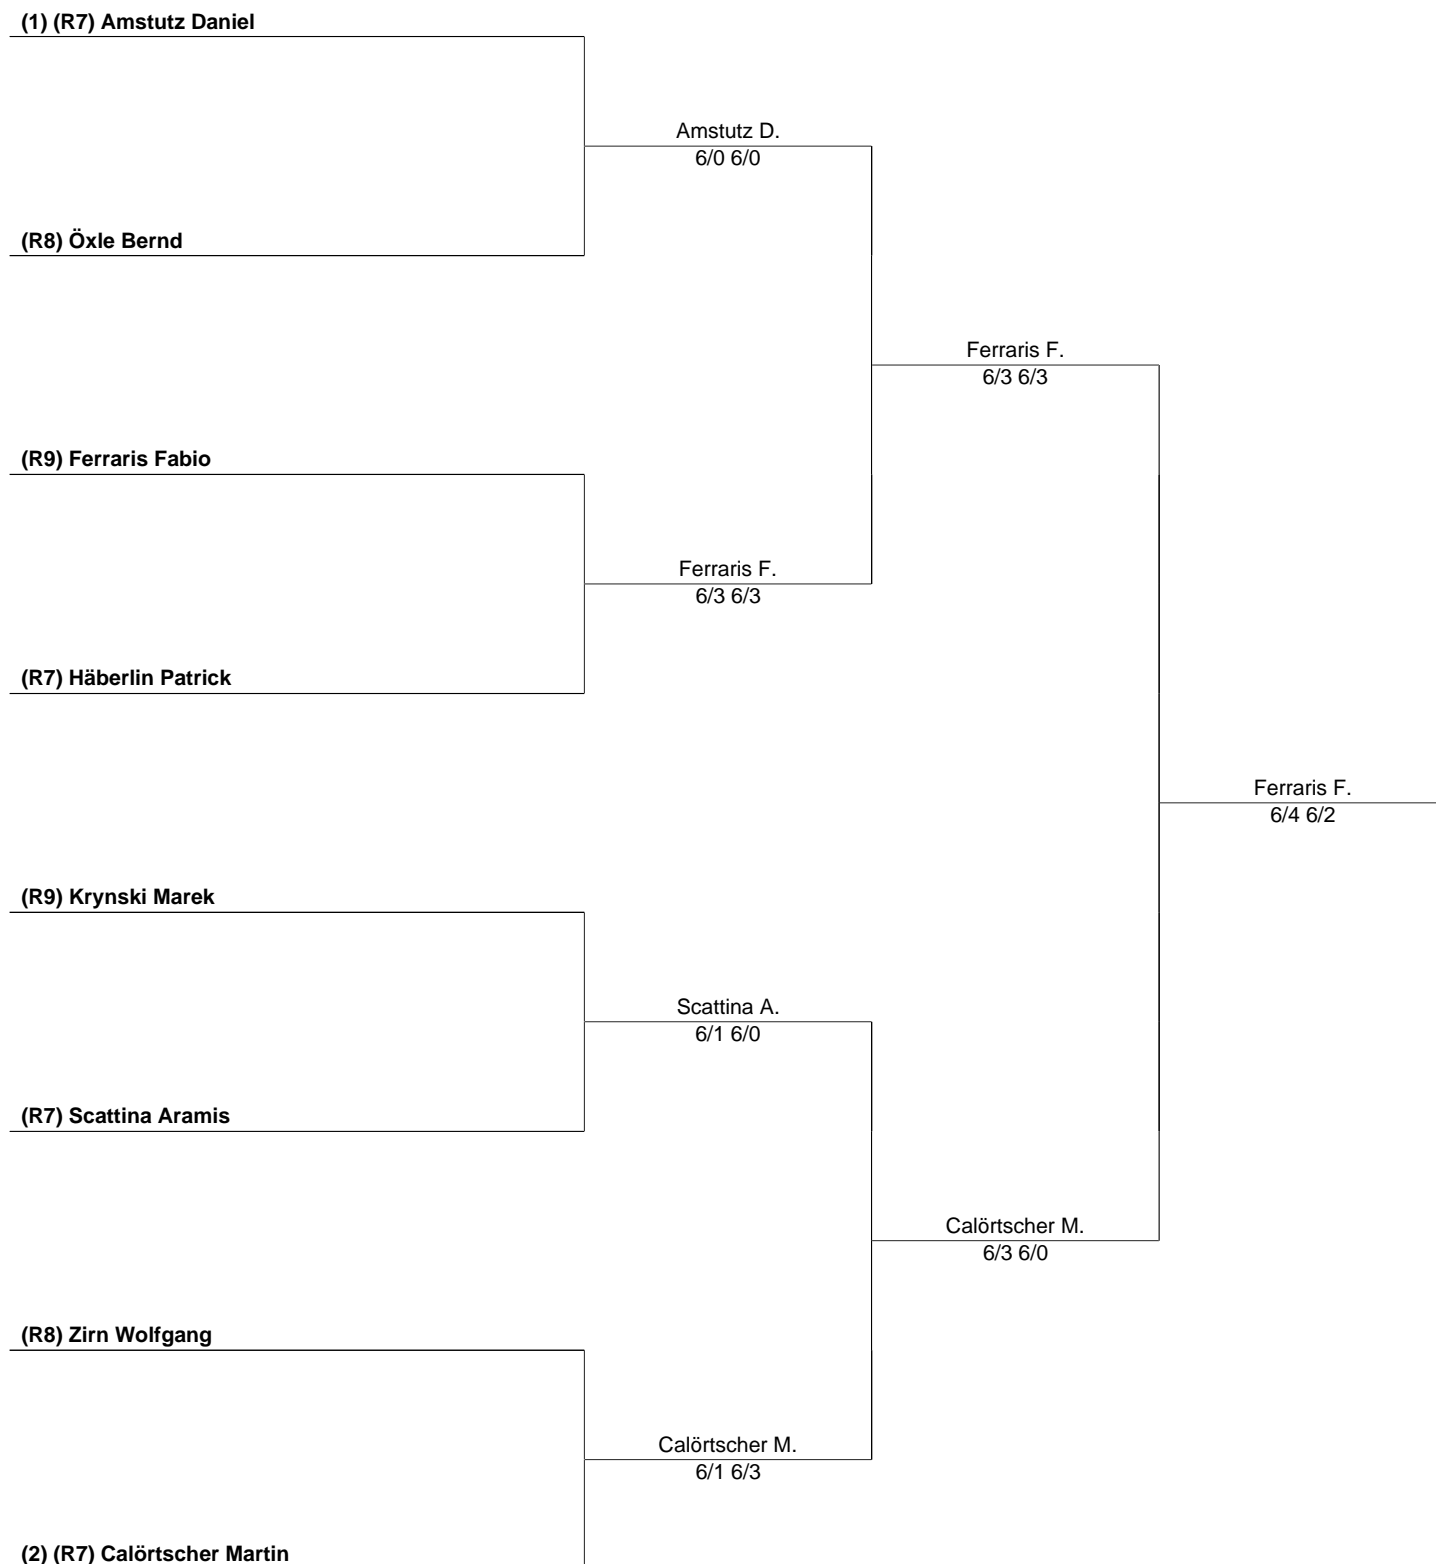 (1) (R7) Amstutz Daniel
Amstutz D.
6/0 6/0
(R8) Öxle Bernd
Ferraris F.
6/3 6/3
(R9) Ferraris Fabio
Ferraris F.
6/3 6/3
(R7) Häberlin Patrick
Ferraris F.
6/4 6/2
(R9) Krynski Marek
Scattina A.
6/1 6/0
(R7) Scattina Aramis
Calörtscher M.
6/3 6/0
(R8) Zirn Wolfgang
Calörtscher M.
6/1 6/3
(2) (R7) Calörtscher Martin